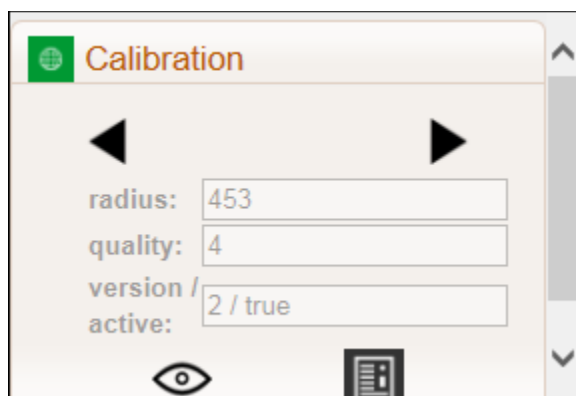 Calibration
radius: 453
quality: 4
version /
active: 2 / true